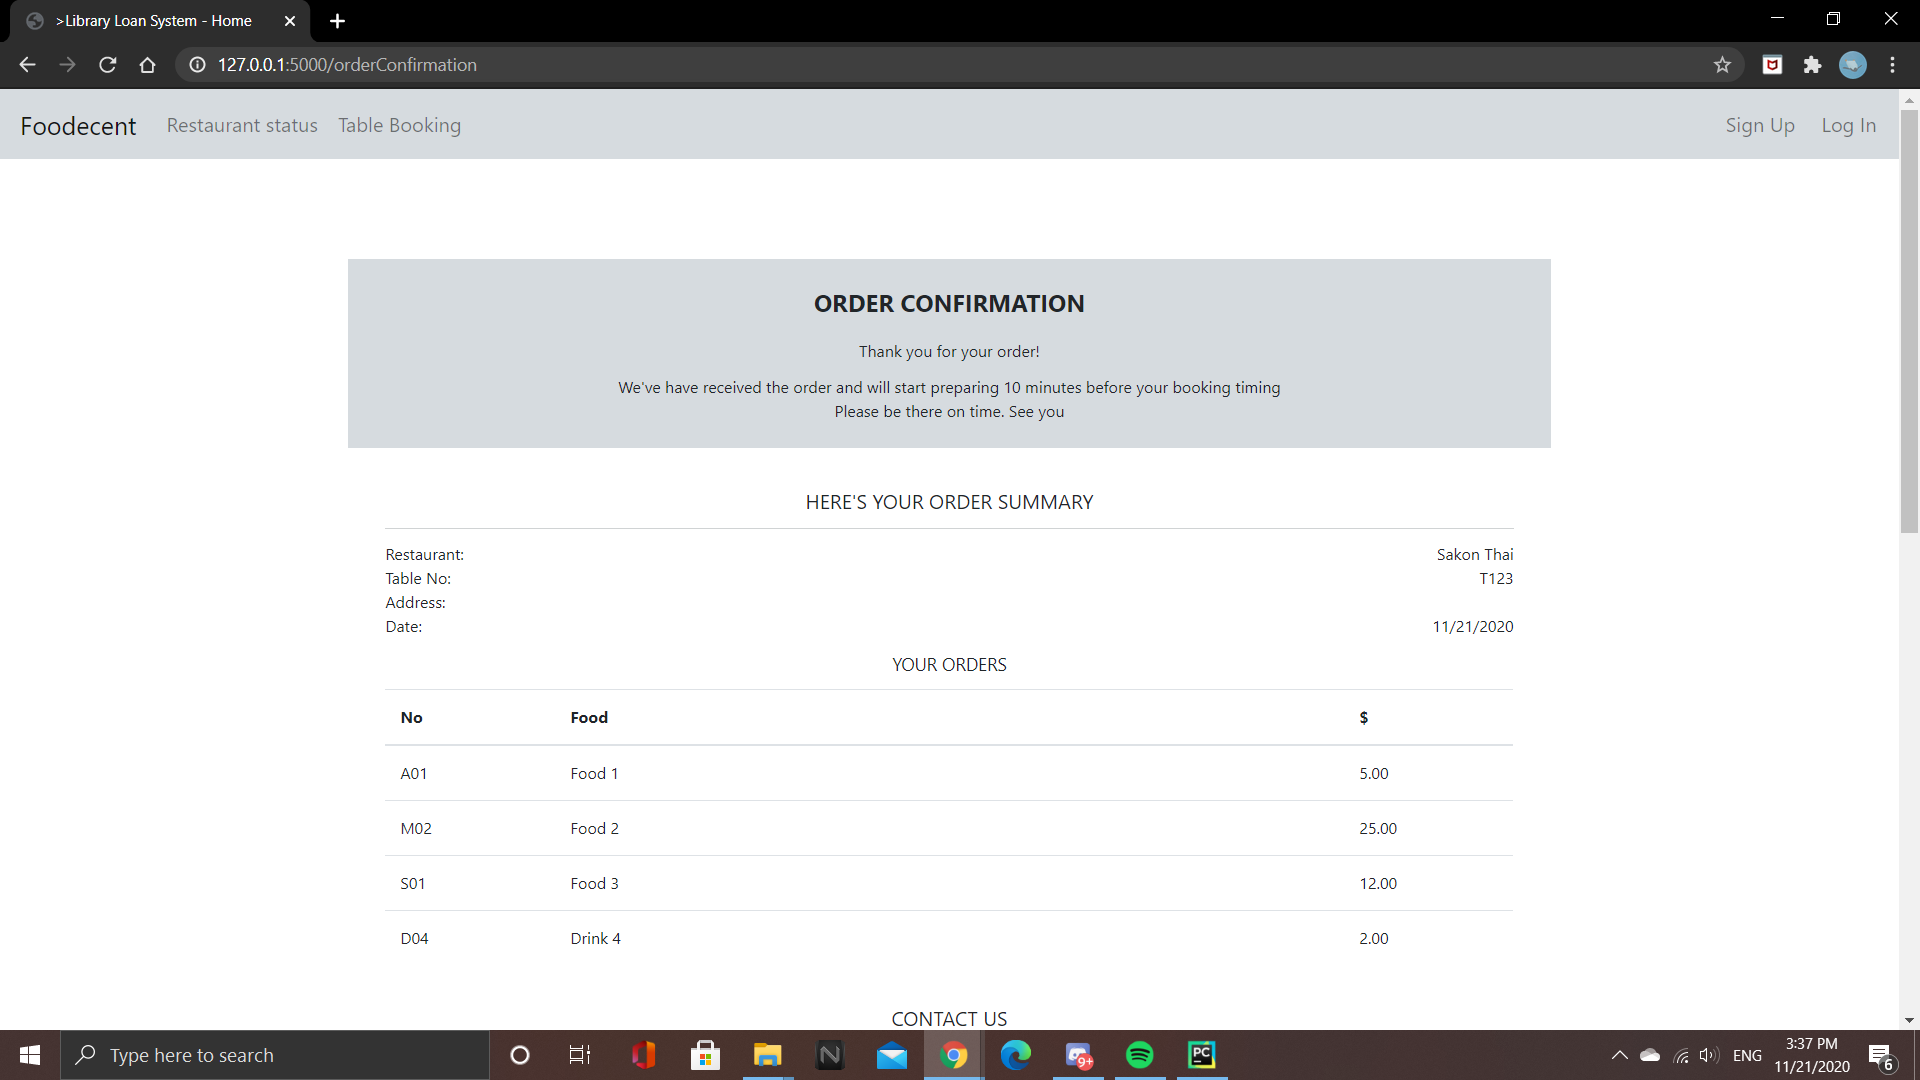 >Library Loan System - Home
127.0.0.1:5000/orderConfirmation
Foodecent Restaurant status Table Booking Sign Up Log In
ORDER CONFIRMATION
Thank you for your order!
We've have received the order and will start preparing 10 minutes before your booking timing
Please be there on time. See you
HERE'S YOUR ORDER SUMMARY
Restaurant: Sakon Thai
Table No: T123
Address:
Date: 11/21/2020
YOUR ORDERS
No Food $
A01 Food 1 5.00
M02 Food 2 25.00
S01 Food 3 12.00
D04 Drink 4 2.00
CONTACT US
Type here to search
N
9+
PC
ENG
3:37 PM
11/21/2020
6